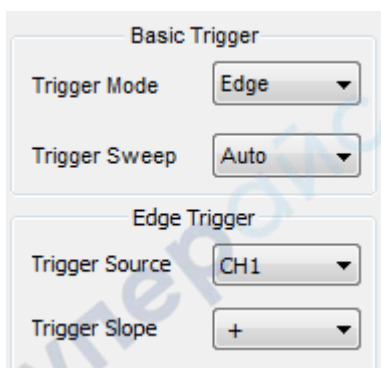 Basic Trigger
Trigger Mode Edge
Trigger Sweep Auto
Edge Trigger
Trigger Source CH1
Trigger Slope +